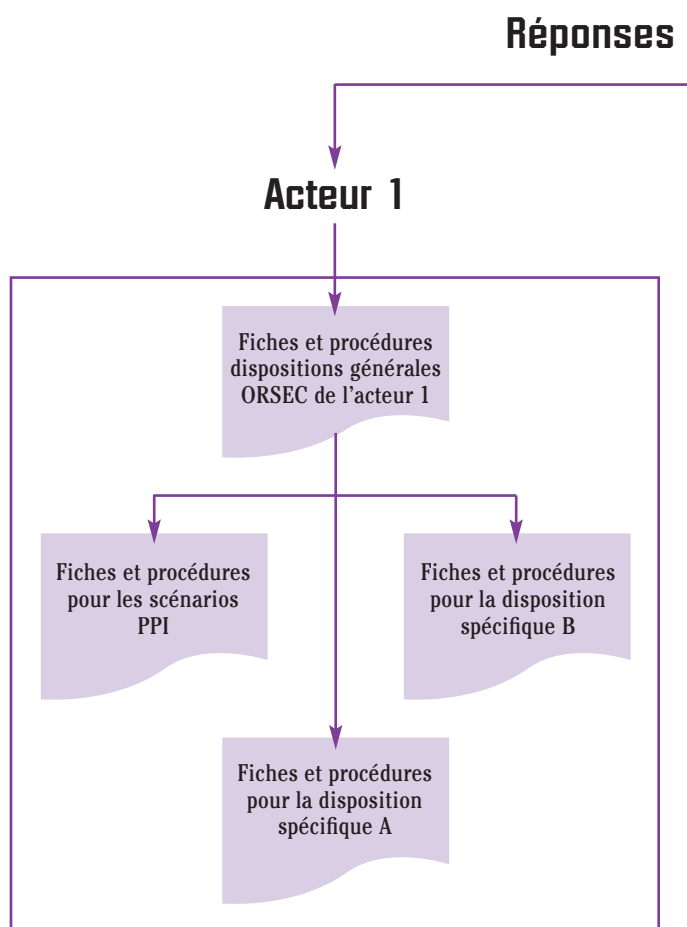 Réponses
Acteur 1
Fiches et procédures
dispositions générales
ORSEC de l’acteur 1
Fiches et procédures
pour les scénarios
PPI
Fiches et procédures
pour la disposition
spécifique B
Fiches et procédures
pour la disposition
spécifique A